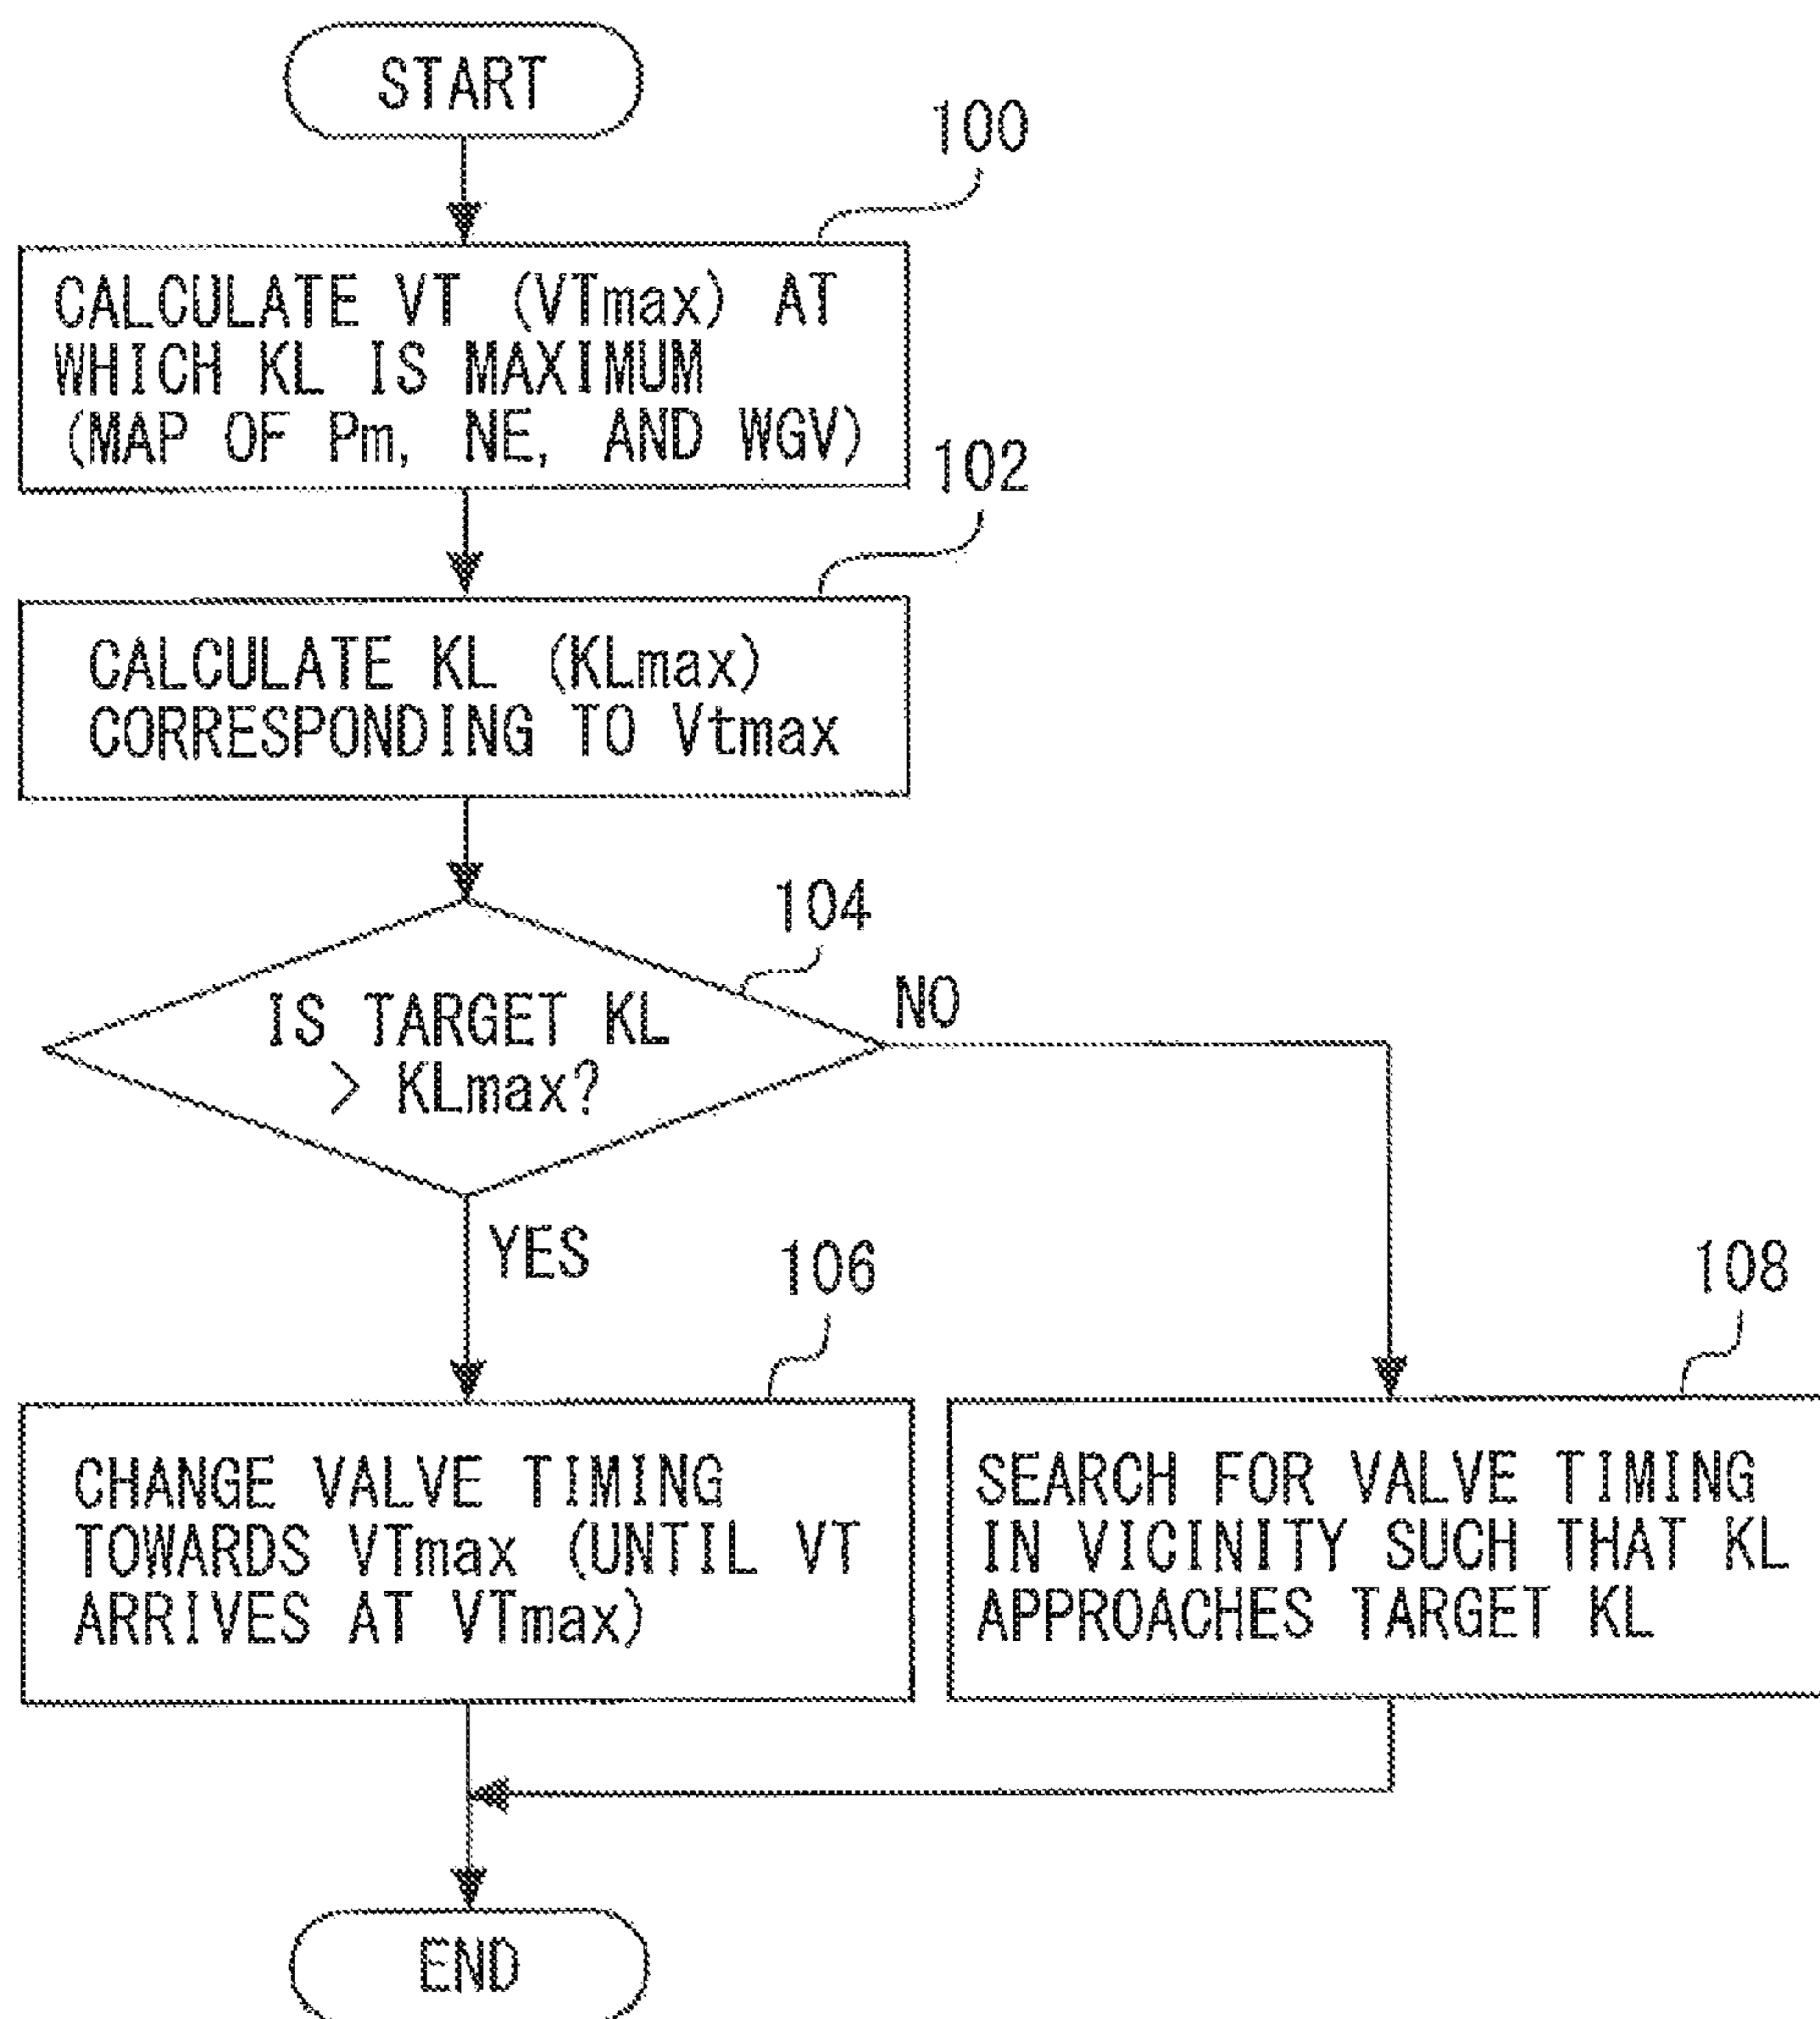 START
100
CALCULATE VT (VTmax) AT
WHICH KL IS MAXIMUM
(MAP OF Pm, NE, AND WGV)
102
CALCULATE KL (KLmax)
CORRESPONDING TO Vtmax
104
IS TARGET KL
> KLmax?
NO
YES
106
CHANGE VALVE TIMING
TOWARDS VTmax (UNTIL VT
ARRIVES AT VTmax)
108
SEARCH FOR VALVE TIMING
IN VICINITY SUCH THAT KL
APPROACHES TARGET KL
END